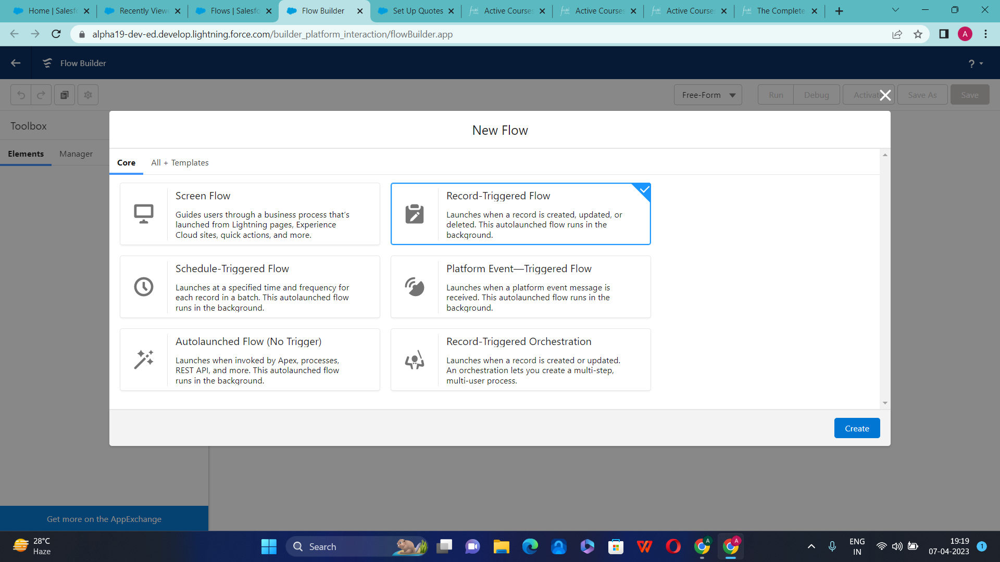 Home | Salesfo
Recently View
Flows | Salesfo
Flow Builder
Set Up Quotes
Active Courses
Active Courses
Active Courses
The Complete
alpha19-dev-ed.develop.lightning.force.com/builder_platform_interaction/flowBuilder.app
A
Flow Builder
?
Free-Form
Run
Debug
Activate
Save As
Save
Toolbox
Elements
Manager
New Flow
Core
All + Templates
Screen Flow
Guides users through a business process that's
launched from Lightning pages, Experience
Cloud sites, quick actions, and more.
Record-Triggered Flow
Launches when a record is created, updated, or
deleted. This autolaunched flow runs in the
background.
Schedule-Triggered Flow
Launches at a specified time and frequency for
each record in a batch. This autolaunched flow
runs in the background.
Platform Event—Triggered Flow
Launches when a platform event message is
received. This autolaunched flow runs in the
background.
Autolaunched Flow (No Trigger)
Launches when invoked by Apex, processes,
REST API, and more. This autolaunched flow
runs in the background.
Record-Triggered Orchestration
Launches when a record is created or updated.
An orchestration lets you create a multi-step,
multi-user process.
Create
Get more on the AppExchange
28°C
Haze
Search
A
A
ENG
IN
19:19
07-04-2023
1